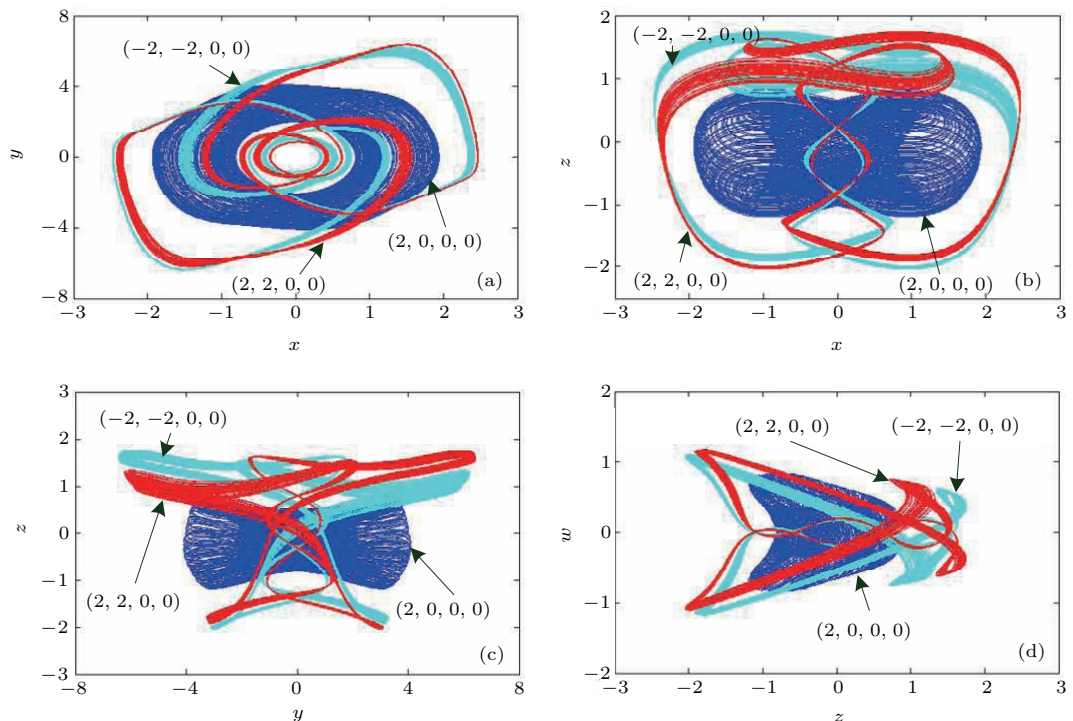 8
4
0
−4
−8
y
−3 −2 −1 0 1 2 3
x
(−2, −2, 0, 0)
(2, 0, 0, 0)
(2, 2, 0, 0)
(a)
2
1
0
−1
−2
z
−3 −2 −1 0 1 2 3
x
(−2, −2, 0, 0)
(2, 2, 0, 0)
(2, 0, 0, 0)
(b)
3
2
1
0
−1
−2
−3
z
−8 −4 0 4 8
y
(−2, −2, 0, 0)
(2, 2, 0, 0)
(2, 0, 0, 0)
(c)
2
1
0
−1
−2
w
−3 −2 −1 0 1 2 3
z
(2, 2, 0, 0)
(−2, −2, 0, 0)
(2, 0, 0, 0)
(d)